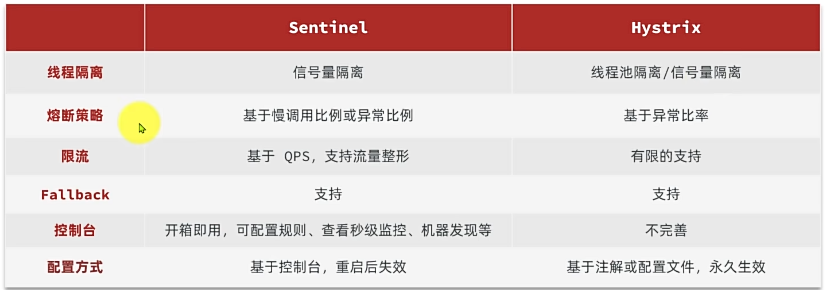 Sentinel Hystrix
线程隔离 信号量隔离 线程池隔离/信号量隔离
熔断策略 基于慢调用比例或异常比例 基于异常比率
限流 基于 QPS，支持流量整形 有限的支持
Fallback 支持 支持
控制台 开箱即用，可配置规则、查看秒级监控、机器发现等 不完善
配置方式 基于控制台，重启后失效 基于注解或配置文件，永久生效